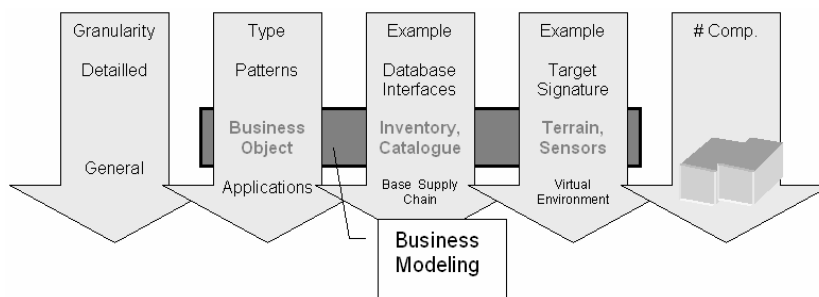 Granularity
Detailled
General
Type
Patterns
Business
Object
Applications
Example
Database
Interfaces
Inventory,
Catalogue
Base Supply
Chain
Example
Target
Signature
Terrain,
Sensors
Virtual
Environment
# Comp.
Business
Modeling